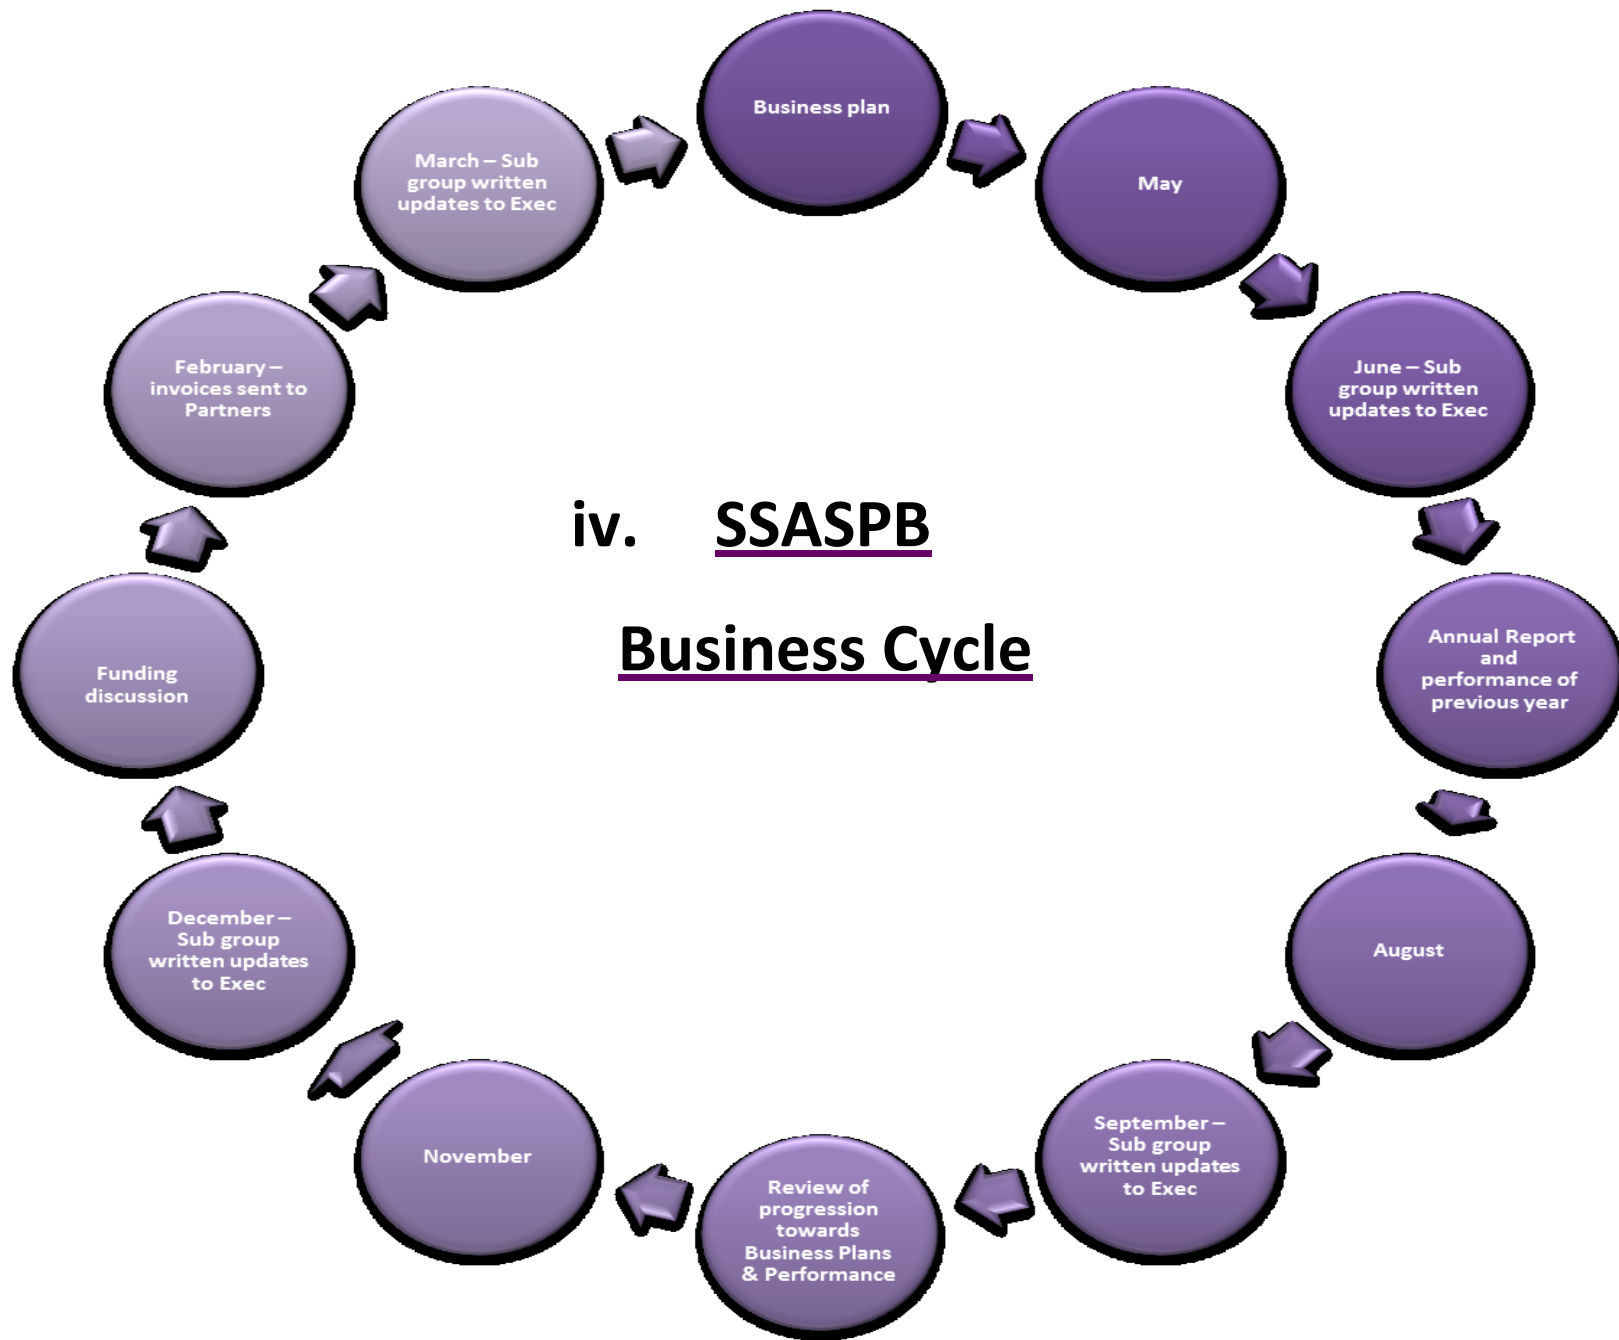 Business plan
May
June – Sub
group written
updates to Exec
Annual Report
and
performance of
previous year
August
September –
Sub group
written updates
to Exec
Review of
progression
towards
Business Plans
& Performance
November
December –
Sub group
written updates
to Exec
Funding
discussion
February –
invoices sent to
Partners
March – Sub
group written
updates to Exec
iv. SSASPB
Business Cycle